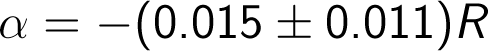 α = −(0.015 ± 0.011)R